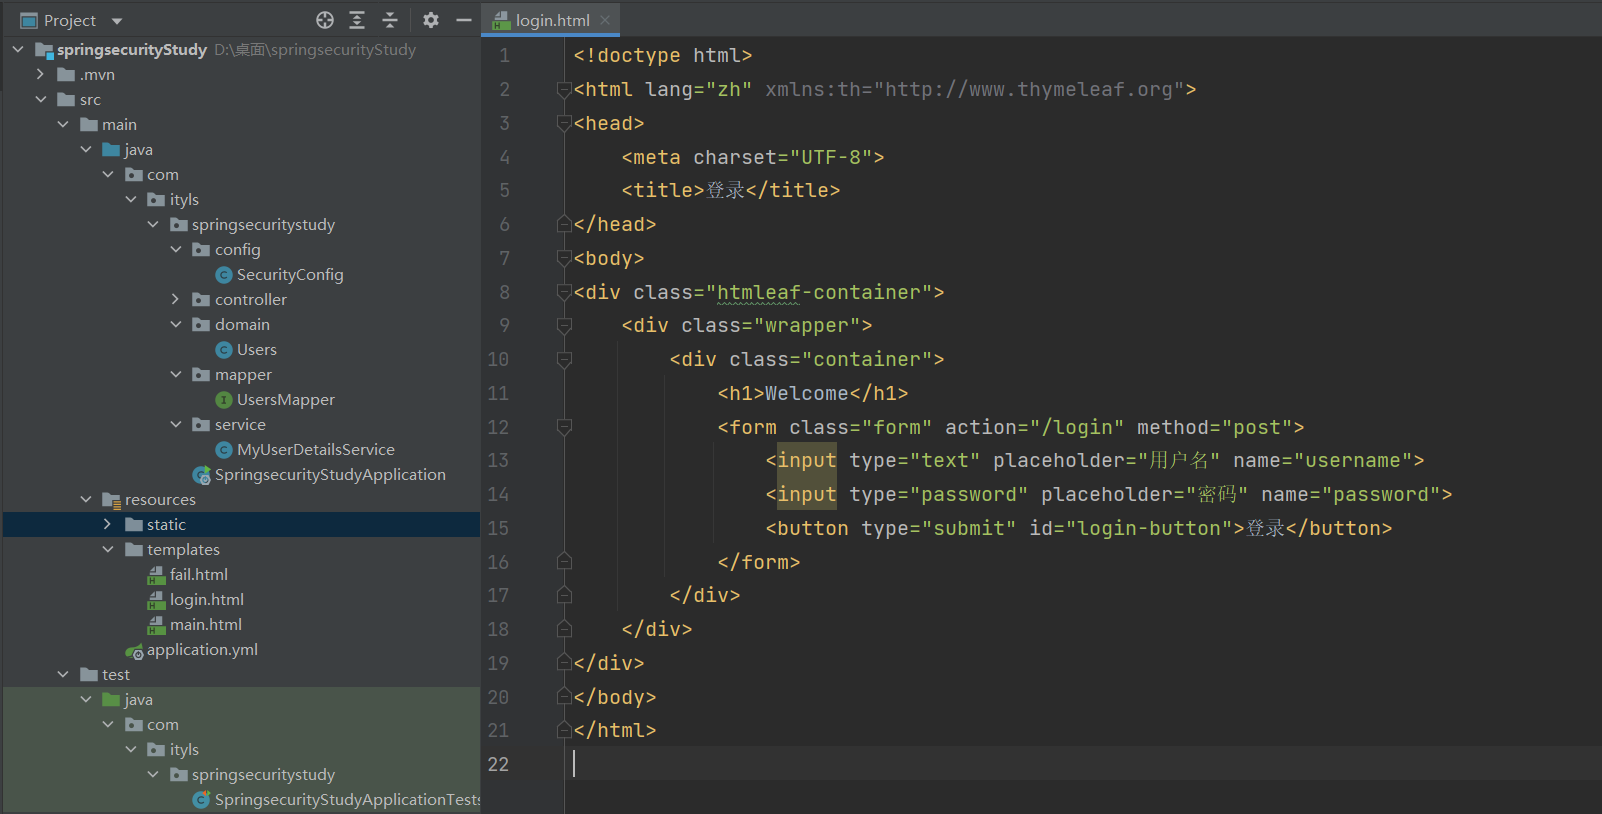 Project
springsecurityStudy D:\桌面\springsecurityStudy
.mvn
src
main
java
com
ityls
springsecuritystudy
config
SecurityConfig
controller
domain
Users
mapper
UsersMapper
service
MyUserDetailsService
SpringsecurityStudyApplication
resources
static
templates
fail.html
login.html
main.html
application.yml
test
java
com
ityls
springsecuritystudy
SpringsecurityStudyApplicationTests
login.html
1 <!doctype html>
2 <html lang="zh" xmlns:th="http://www.thymeleaf.org">
3 <head>
4     <meta charset="UTF-8">
5     <title>登录</title>
6 </head>
7 <body>
8 <div class="htmleaf-container">
9     <div class="wrapper">
10         <div class="container">
11             <h1>Welcome</h1>
12             <form class="form" action="/login" method="post">
13                 <input type="text" placeholder="用户名" name="username">
14                 <input type="password" placeholder="密码" name="password">
15                 <button type="submit" id="login-button">登录</button>
16             </form>
17         </div>
18     </div>
19 </div>
20 </body>
21 </html>
22